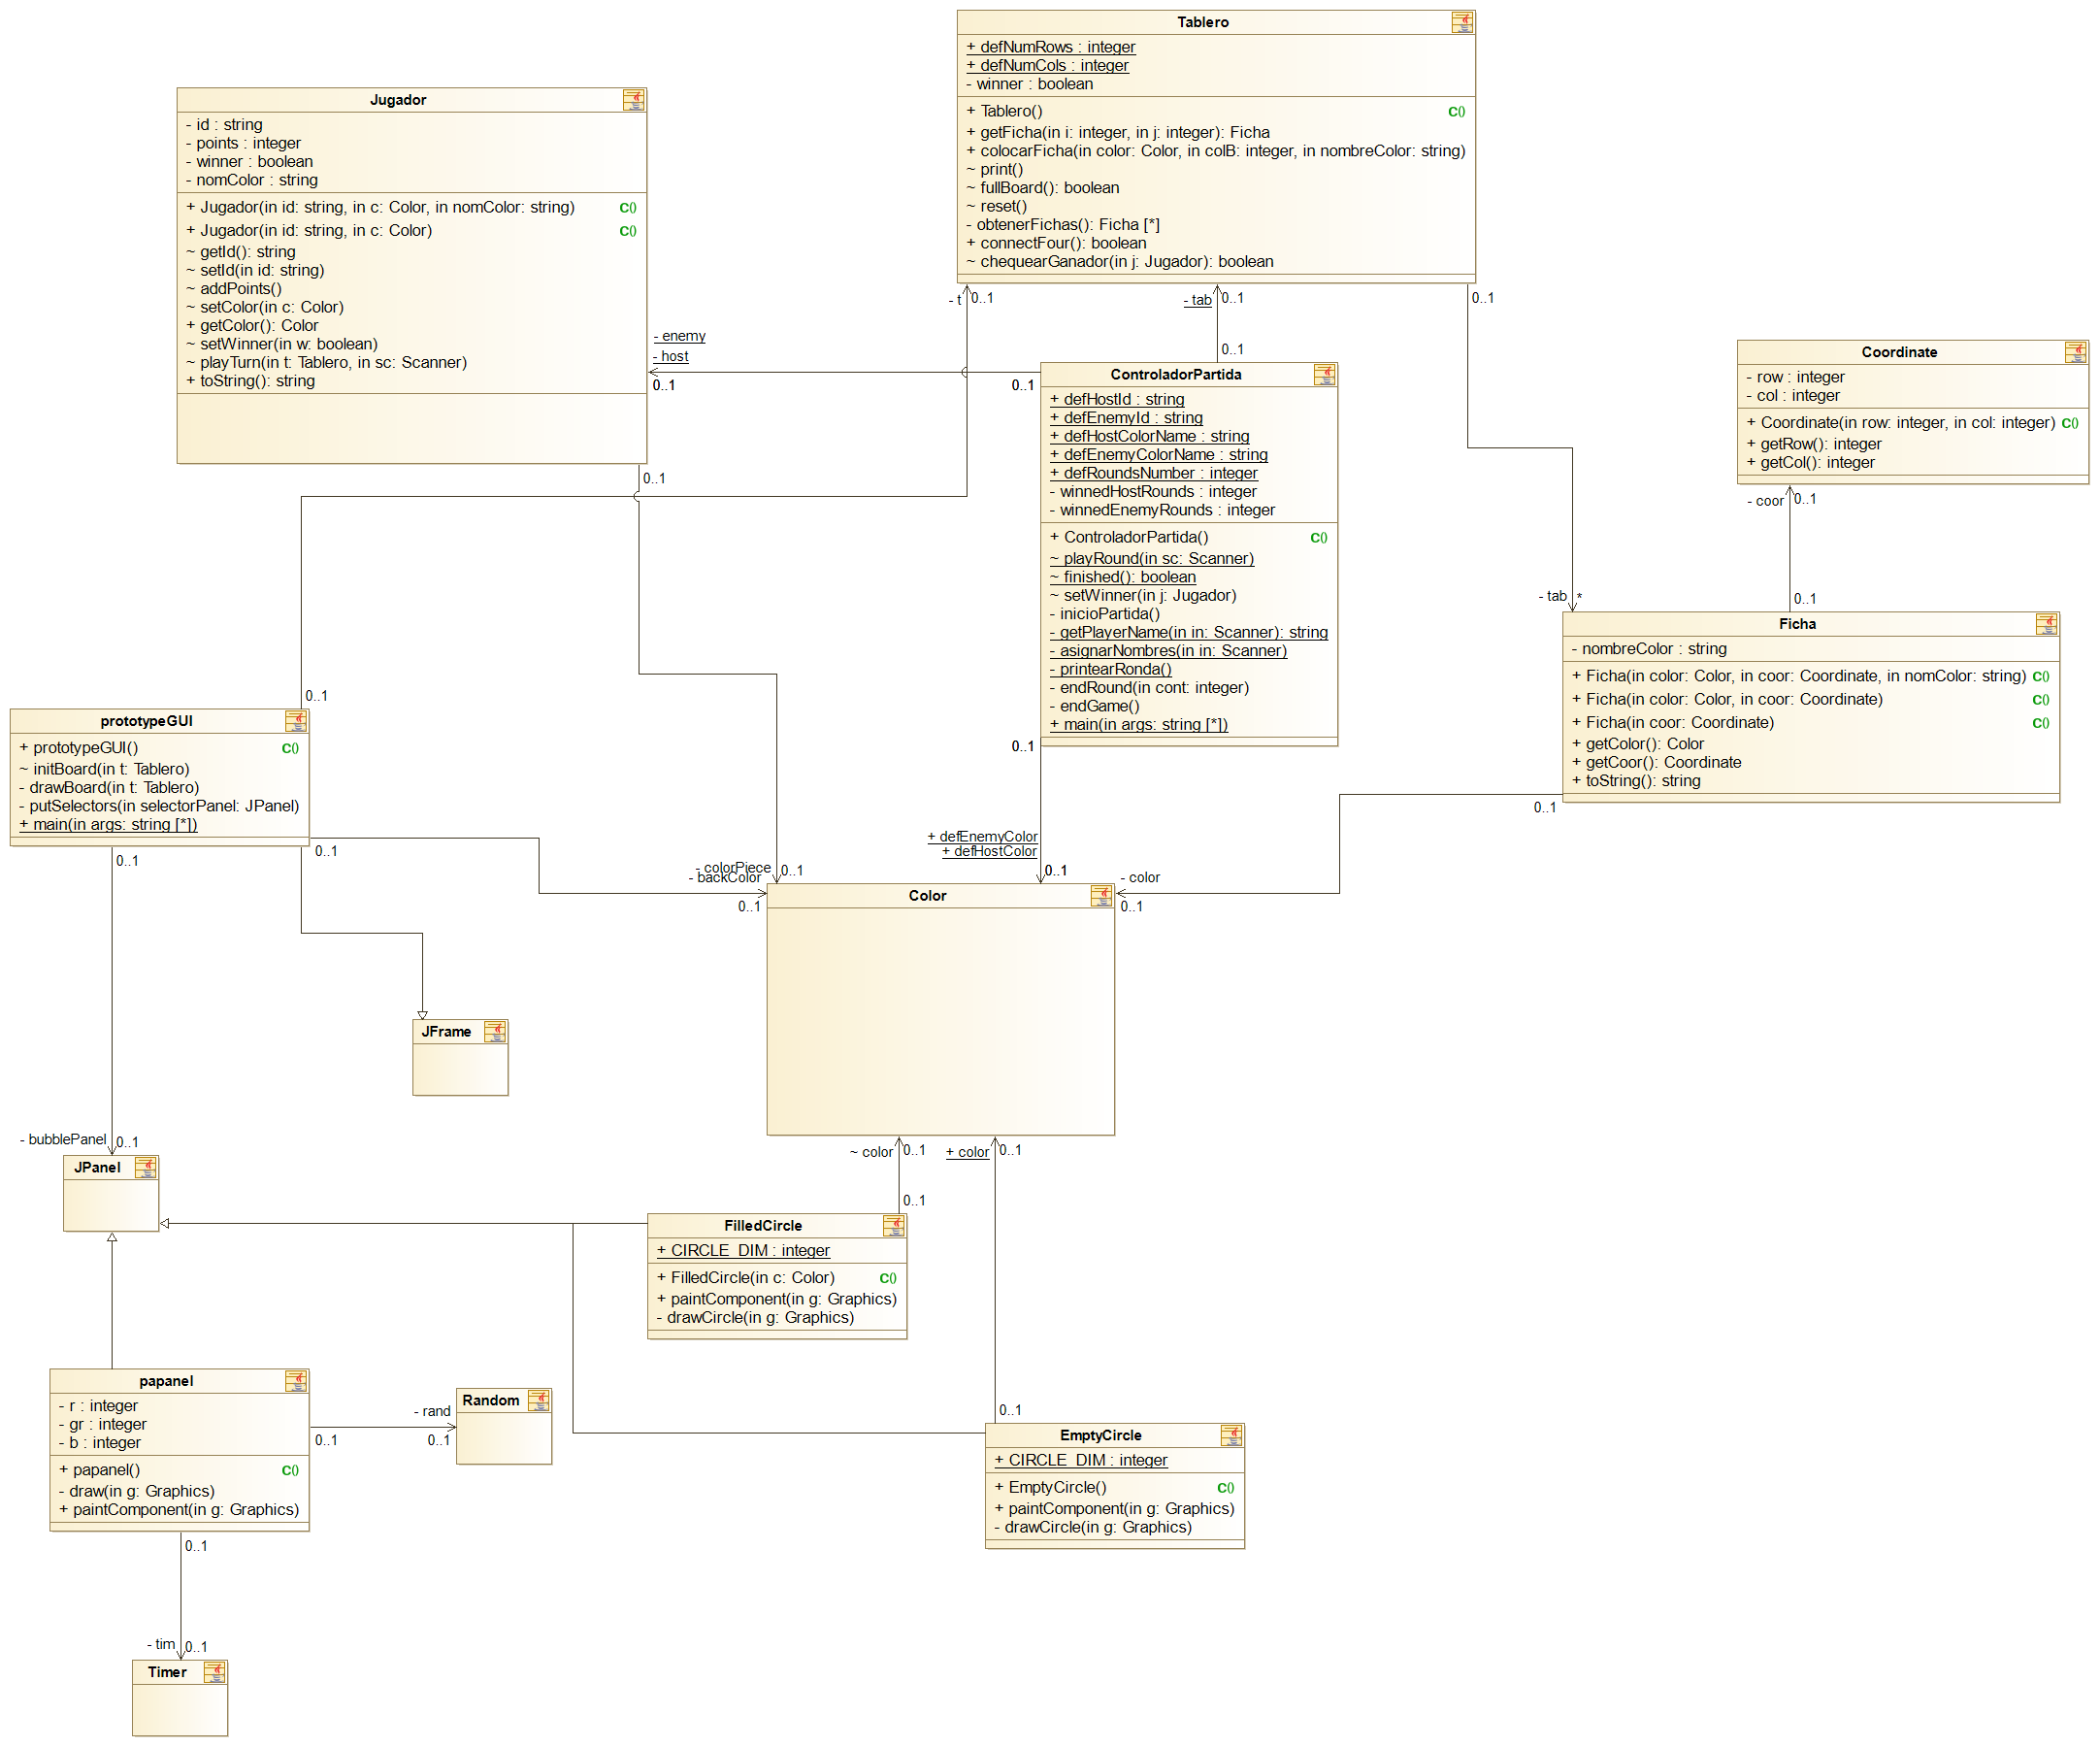 Tablero
+ defNumRows : integer
+ defNumCols : integer
- winner : boolean
+ Tablero()
C()
+ getFicha(in i: integer, in j: integer): Ficha
+ colocarFicha(in color: Color, in colB: integer, in nombreColor: string)
~ print()
~ fullBoard(): boolean
~ reset()
- obtenerFichas(): Ficha [*]
+ connectFour(): boolean
~ chequearGanador(in j: Jugador): boolean
- t
0..1
- tab
0..1
0..1
0..1
Jugador
- id : string
- points : integer
- winner : boolean
- nomColor : string
+ Jugador(in id: string, in c: Color, in nomColor: string)
C()
+ Jugador(in id: string, in c: Color)
C()
~ getId(): string
~ setId(in id: string)
~ addPoints()
~ setColor(in c: Color)
+ getColor(): Color
~ setWinner(in w: boolean)
~ playTurn(in t: Tablero, in sc: Scanner)
+ toString(): string
- enemy
- host
0..1
0..1
0..1
ControladorPartida
+ defHostId : string
+ defEnemyId : string
+ defHostColorName : string
+ defEnemyColorName : string
+ defRoundsNumber : integer
- winnedHostRounds : integer
- winnedEnemyRounds : integer
+ ControladorPartida()
C()
~ playRound(in sc: Scanner)
~ finished(): boolean
~ setWinner(in j: Jugador)
- inicioPartida()
- getPlayerName(in in: Scanner): string
- asignarNombres(in in: Scanner)
- printearRonda()
- endRound(in cont: integer)
- endGame()
+ main(in args: string [*])
0..1
Coordinate
- row : integer
- col : integer
+ Coordinate(in row: integer, in col: integer)
C()
+ getRow(): integer
+ getCol(): integer
- coor
0..1
0..1
- tab
*
Ficha
- nombreColor : string
+ Ficha(in color: Color, in coor: Coordinate, in nomColor: string)
C()
+ Ficha(in color: Color, in coor: Coordinate)
C()
+ Ficha(in coor: Coordinate)
C()
+ getColor(): Color
+ getCoor(): Coordinate
+ toString(): string
0..1
0..1
prototypeGUI
+ prototypeGUI()
C()
~ initBoard(in t: Tablero)
- drawBoard(in t: Tablero)
- putSelectors(in selectorPanel: JPanel)
+ main(in args: string [*])
0..1
0..1
- colorPiece
0..1
- backColor
0..1
+ defEnemyColor
+ defHostColor
0..1
- color
0..1
Color
JFrame
- bubblePanel
0..1
JPanel
~ color
0..1
+ color
0..1
0..1
FilledCircle
+ CIRCLE_DIM : integer
+ FilledCircle(in c: Color)
C()
+ paintComponent(in g: Graphics)
- drawCircle(in g: Graphics)
papanel
- r : integer
- gr : integer
- b : integer
+ papanel()
C()
- draw(in g: Graphics)
+ paintComponent(in g: Graphics)
0..1
- rand
0..1
Random
0..1
EmptyCircle
+ CIRCLE_DIM : integer
+ EmptyCircle()
C()
+ paintComponent(in g: Graphics)
- drawCircle(in g: Graphics)
0..1
- tim
0..1
Timer